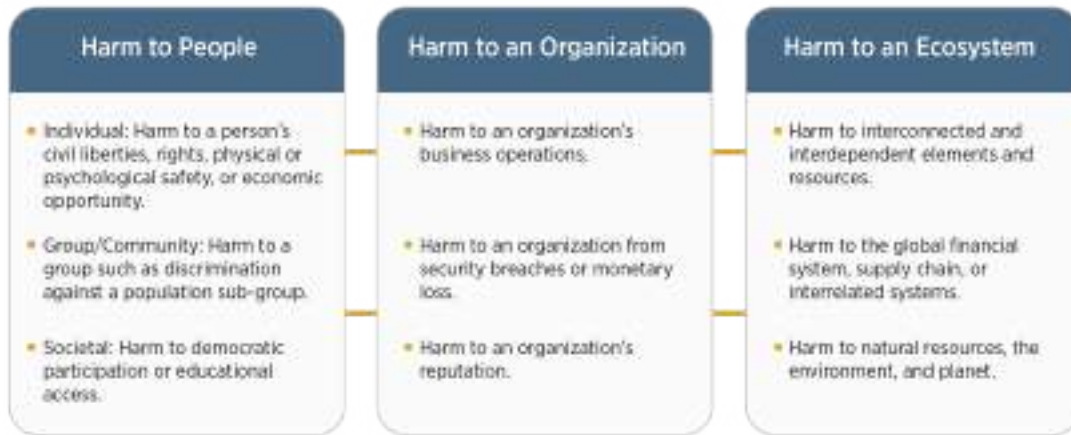 Harm to People
• Individual: Harm to a person's
civil liberties, rights, physical or
psychological safety, or economic
opportunity.
• Group/Community: Harm to a
group such as discrimination
against a population sub-group.
• Societal: Harm to democratic
participation or educational
access.
Harm to an Organization
• Harm to an organization's
business operations.
• Harm to an organization from
security breaches or monetary
loss.
• Harm to an organization's
reputation.
Harm to an Ecosystem
• Harm to interconnected and
interdependent elements and
resources.
• Harm to the global financial
system, supply chain, or
interrelated systems.
• Harm to natural resources, the
environment, and planet.